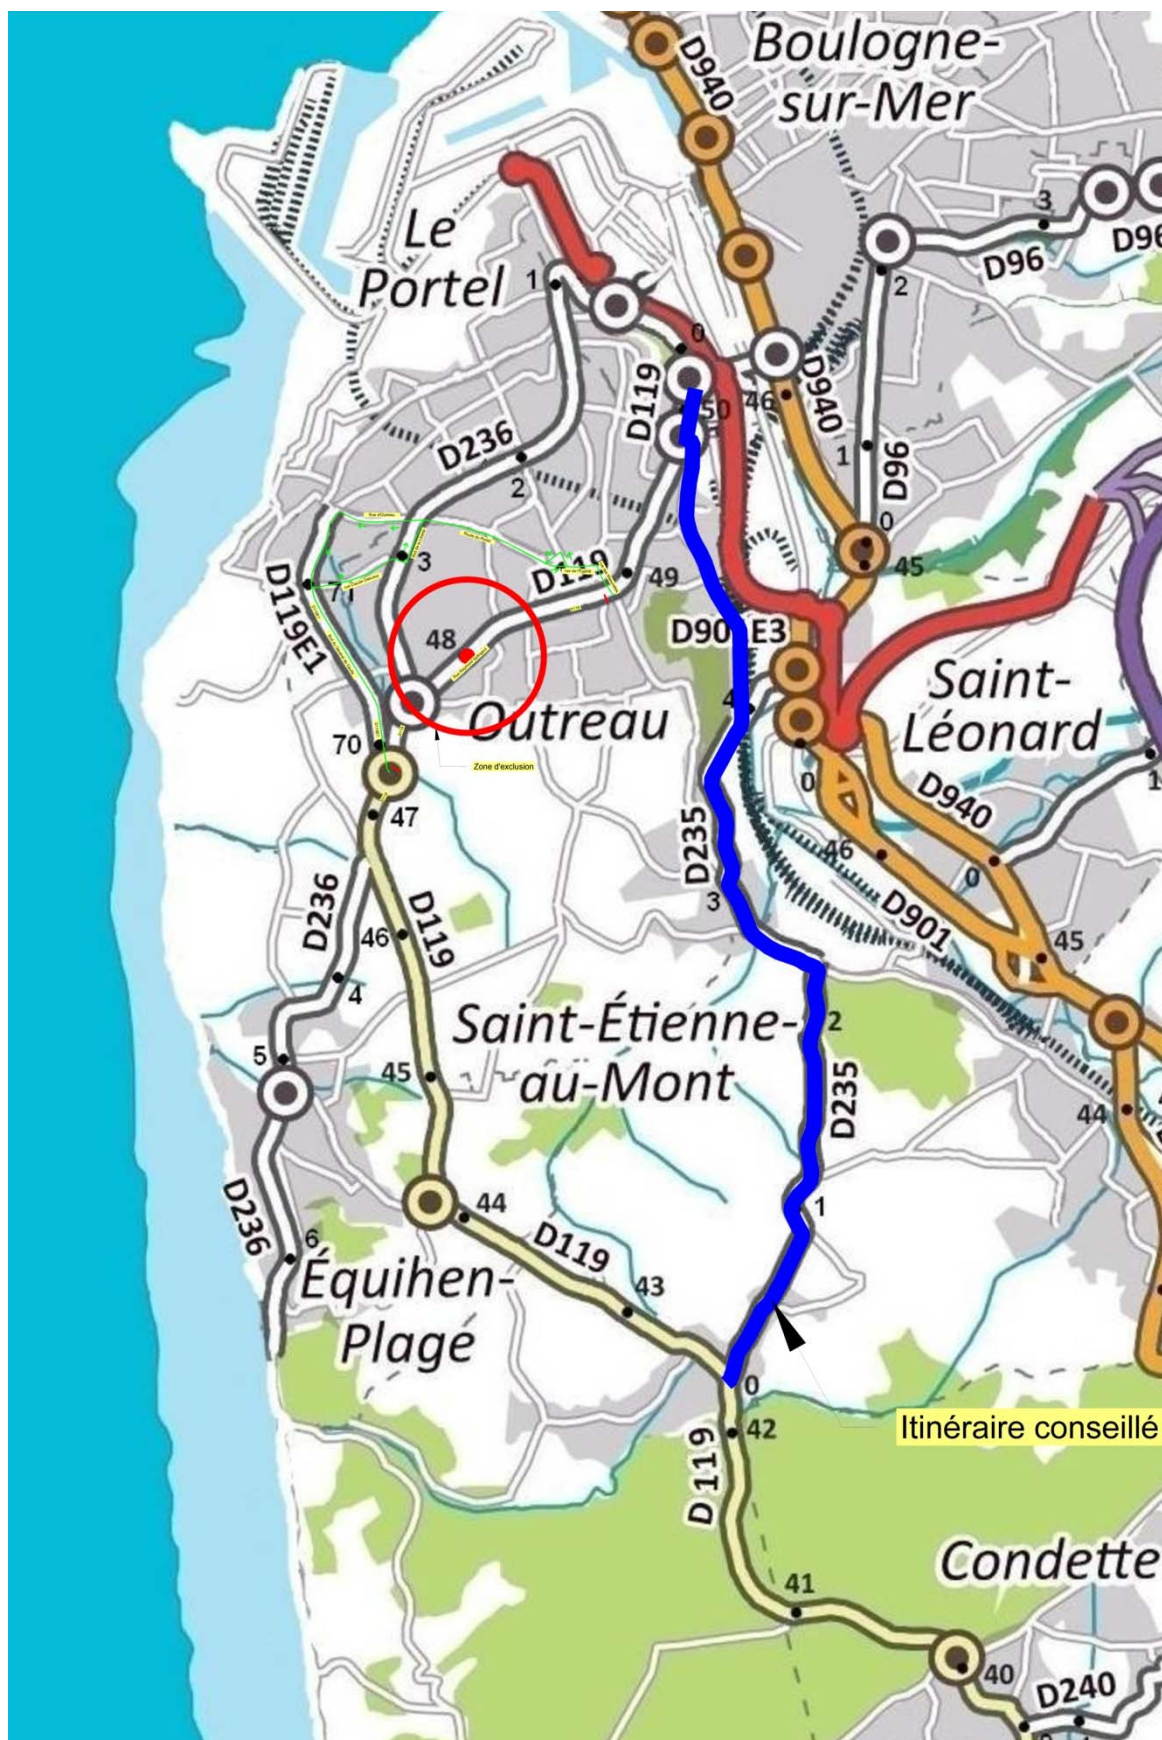 Boulogne-
sur-Mer
D940
3
D96
D96
2
Le
Portel
1
0
D119
50
46
D940
D236
2
1
D96
0
45
3
D119
49
71
D119E1
48
D90
E3
4
Saint-
Léonard
Outreau
70
Zone d'exclusion
47
0
1
D940
46
0
D235
3
D901
45
D236
46
D119
4
Saint-Étienne-
au-Mont
2
5
45
D235
44
1
D236
44
D119
6
43
Équihen-
Plage
0
42
Itinéraire conseillé
D119
Condette
41
40
D240